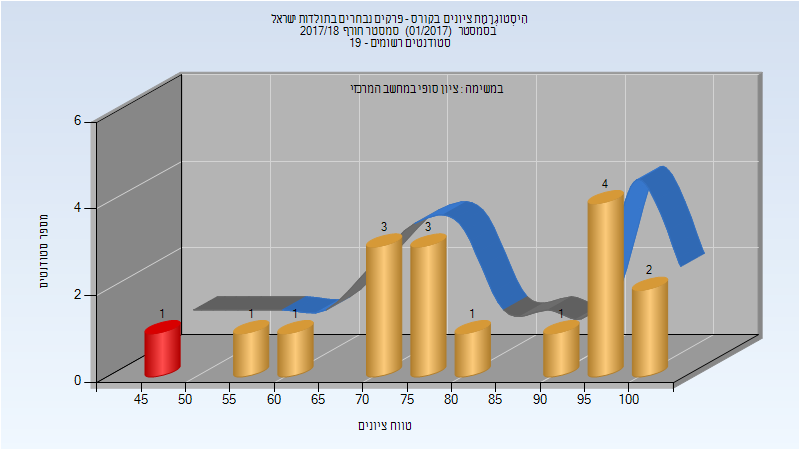 היסטוגרמת ציונים בקורס - פרקים נבחרים בתולדות ישראל
בסמסטר (01/2017) סמסטר חורף 2017/18
סטודנטים רשומים - 19
במשימה : ציון סופי במחשב המרכזי
מספר סטודנטים
6
4
2
0
1
1
1
3
3
1
1
4
2
45 50 55 60 65 70 75 80 85 90 95 100
טווח ציונים